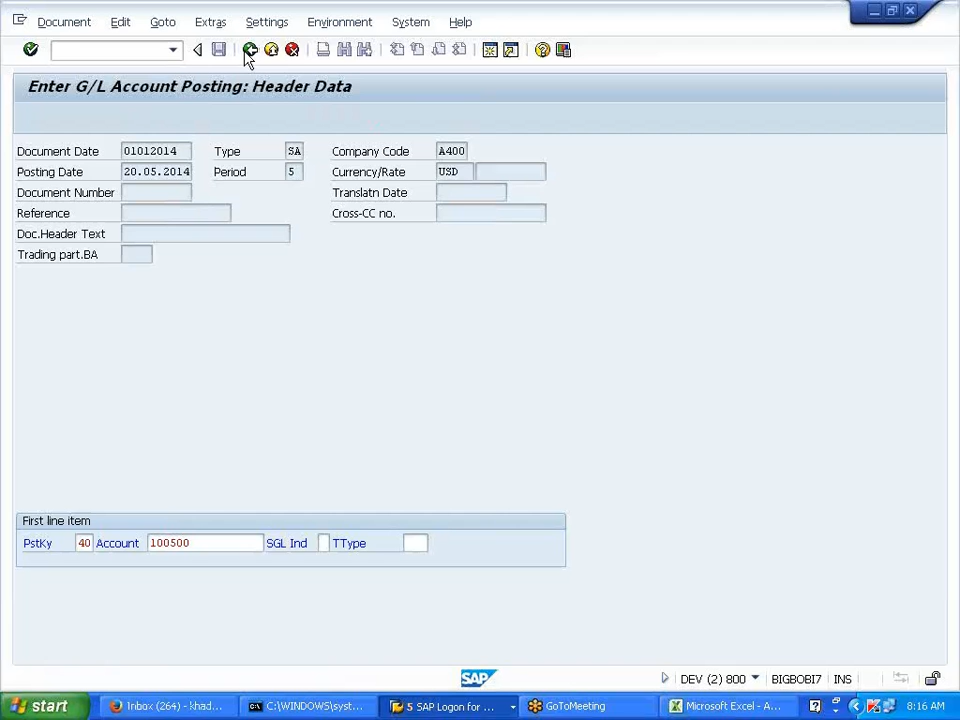 Document Edit Goto Extras Settings Environment System Help
Enter G/L Account Posting: Header Data
Document Date 01012014 Type SA Company Code A400
Posting Date 20.05.2014 Period 5 Currency/Rate USD
Document Number Translatn Date
Reference Cross-CC no.
Doc.Header Text
Trading part.BA
First line item
PstKy 40 Account 100500 SGL Ind TType
SAP
DEV (2) 800 BIGBOBI7 INS
start Inbox (264) - khad... C:\WINDOWS\syst... 5 SAP Logon for ... GoToMeeting Microsoft Excel - A... 8:16 AM